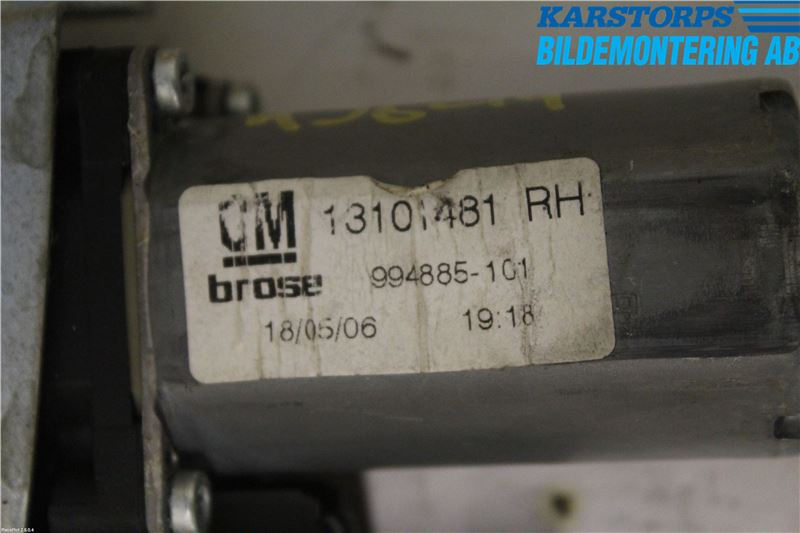 KARSTORPS
BILDEMONTERING AB
GM 13101481 RH
brose 994885-101
18/05/06 19:18